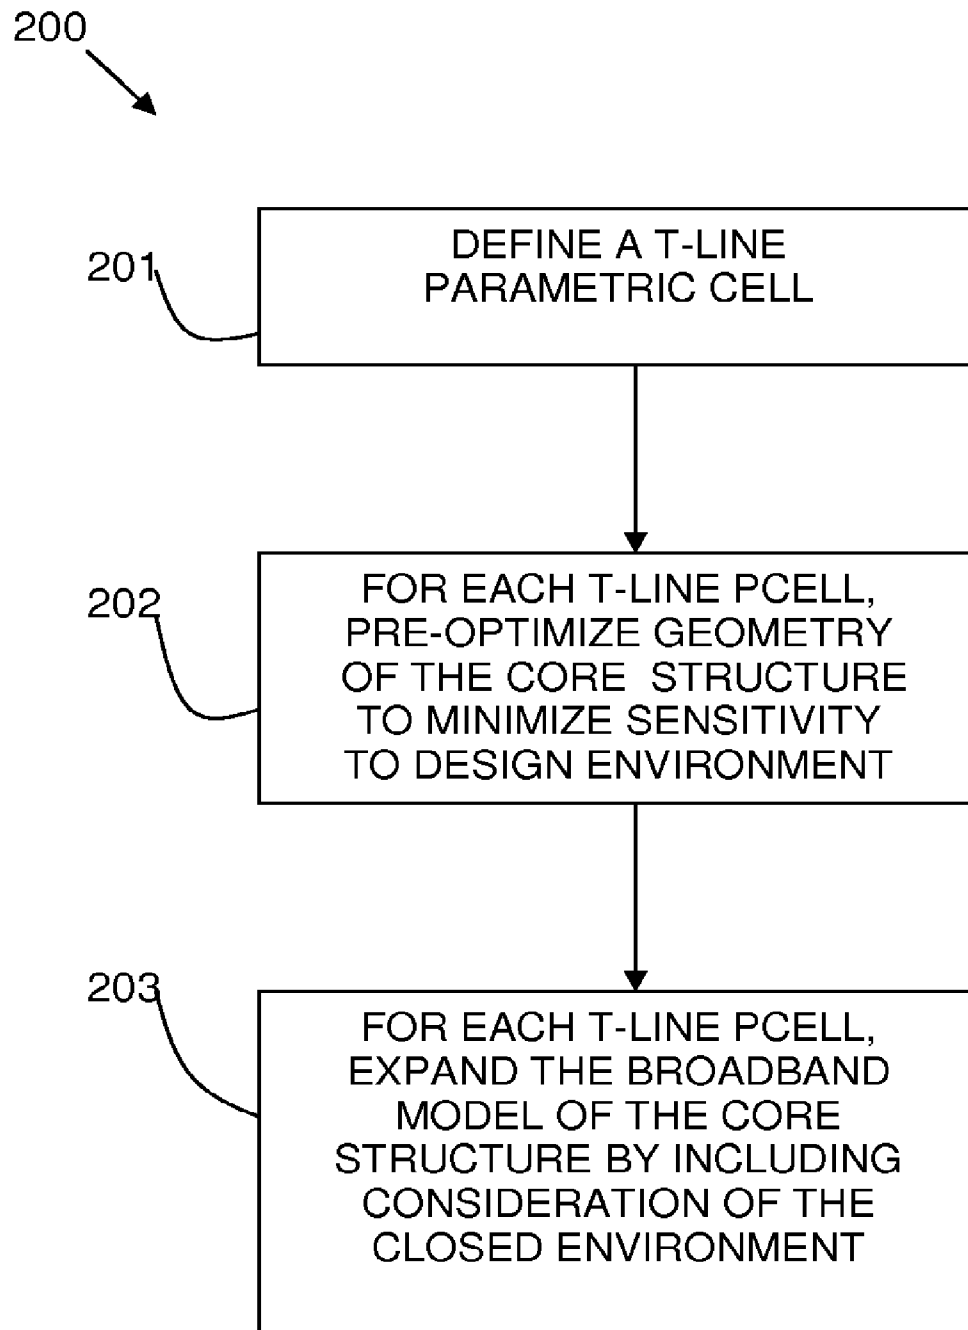 200
201
DEFINE A T-LINE
PARAMETRIC CELL
202
FOR EACH T-LINE PCELL,
PRE-OPTIMIZE GEOMETRY
OF THE CORE STRUCTURE
TO MINIMIZE SENSITIVITY
TO DESIGN ENVIRONMENT
203
FOR EACH T-LINE PCELL,
EXPAND THE BROADBAND
MODEL OF THE CORE
STRUCTURE BY INCLUDING
CONSIDERATION OF THE
CLOSED ENVIRONMENT